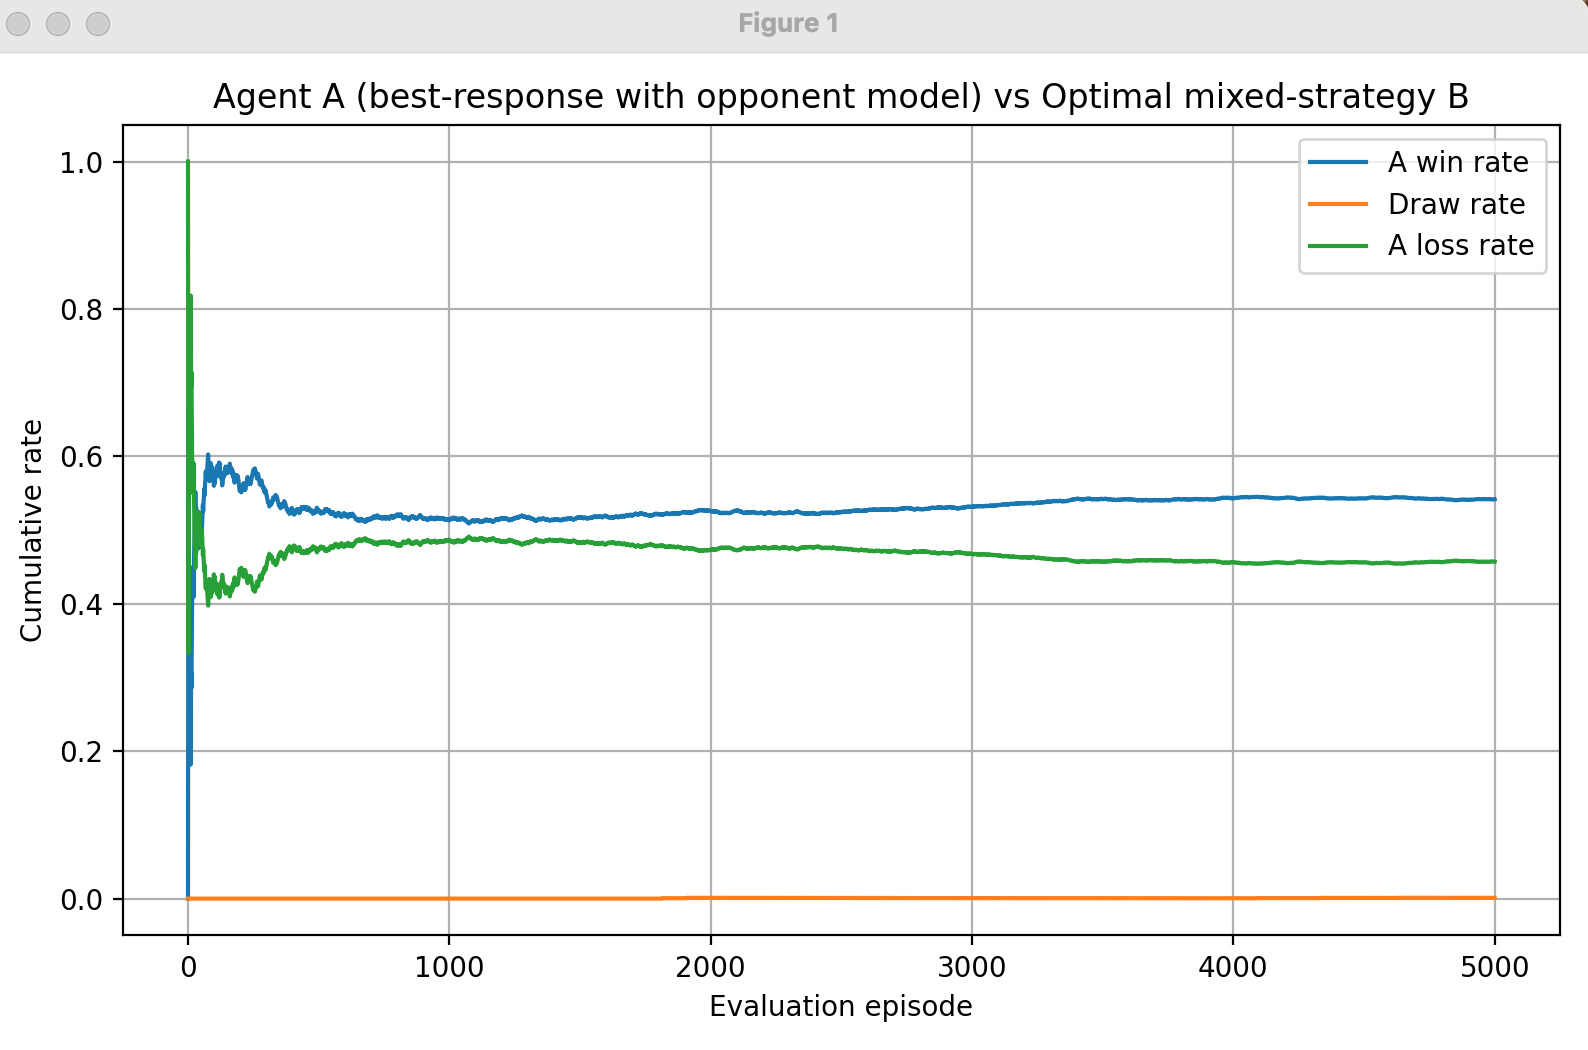 Figure 1
Agent A (best-response with opponent model) vs Optimal mixed-strategy B
1.0
0.8
0.6
0.4
0.2
0.0
Cumulative rate
A win rate
Draw rate
A loss rate
0 1000 2000 3000 4000 5000
Evaluation episode